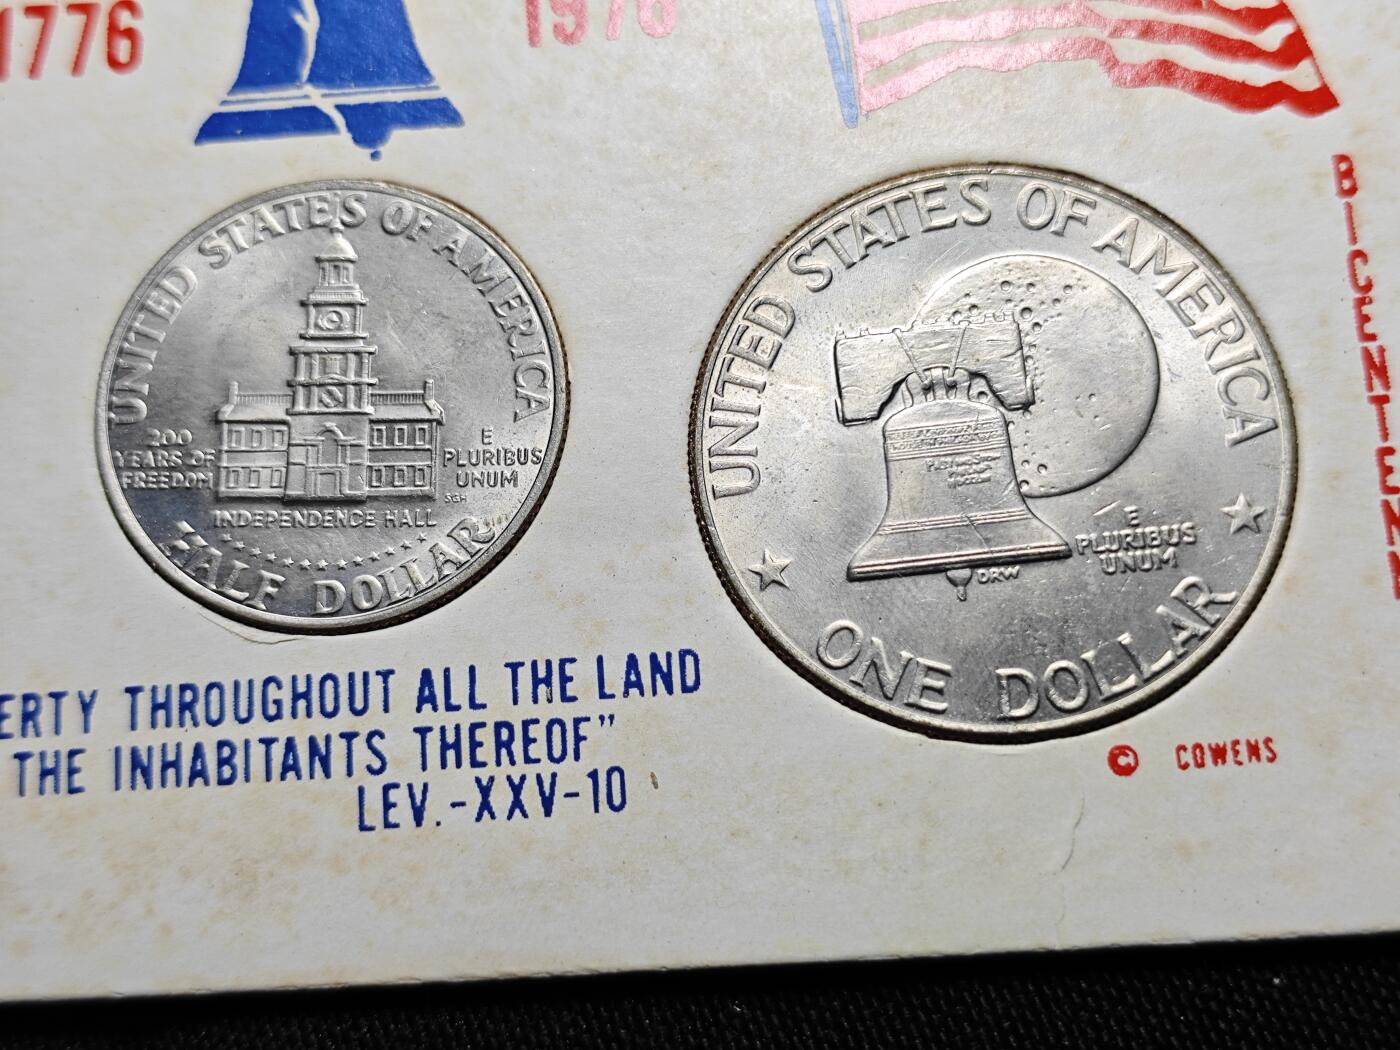 1776
1976
UNITED STATES OF AMERICA
200
YEARS OF
FREEDOM
E
PLURIBUS
UNUM
SGH
INDEPENDENCE HALL
HALF DOLLAR
UNITED STATES OF AMERICA
E
PLURIBUS
UNUM
DRW
ONE DOLLAR
BICENTENN
ERTY THROUGHOUT ALL THE LAND
THE INHABITANTS THEREOF”
LEV.-XXV-10
© COWENS